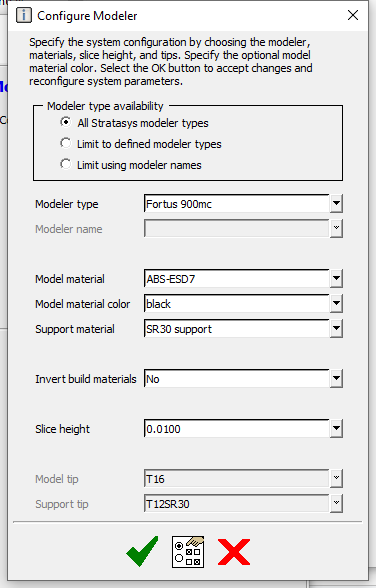 Configure Modeler
Specify the system configuration by choosing the modeler,
materials, slice height, and tips. Specify the optional model
material color. Select the OK button to accept changes and
reconfigure system parameters.
Modeler type availability
All Stratasys modeler types
Limit to defined modeler types
Limit using modeler names
Modeler type Fortus 900mc
Modeler name
Model material ABS-ESD7
Model material color black
Support material SR30 support
Invert build materials No
Slice height 0.0100
Model tip T16
Support tip T12SR30